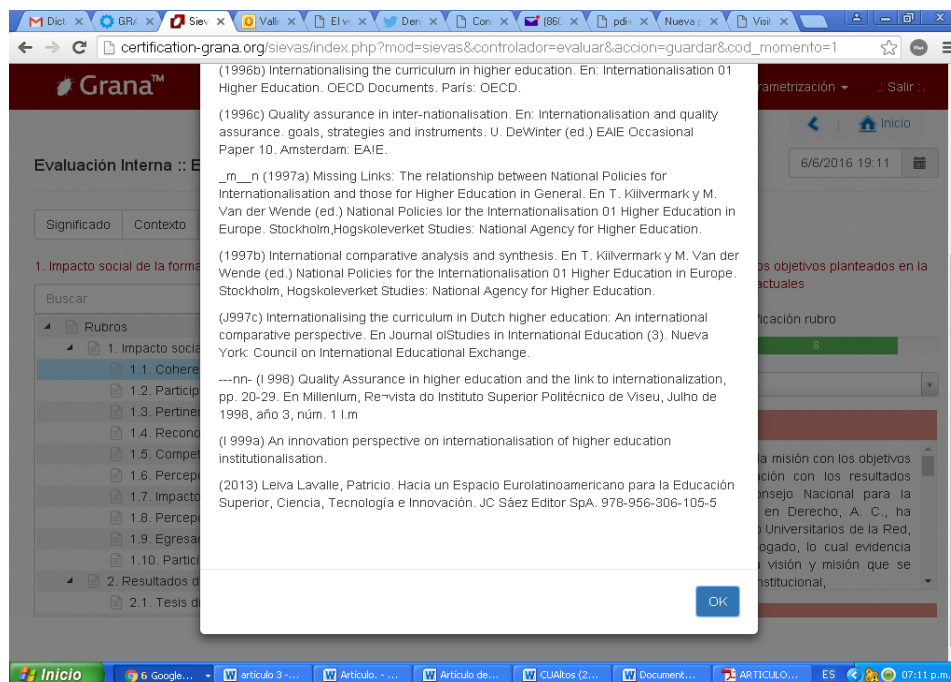 Dict
GRA
Siev
Valle
El v
Den
Con
(860
pdi
Nueva p
Visit
certification-grana.org/sievas/index.php?mod=sievas&controlador=evaluar&accion=guardar&cod_momento=1
Grana™
rametrización
.: Salir :.
Inicio
Evaluación Interna :: E
6/6/2016 19:11
Significado
Contexto
1. Impacto social de la forma
os objetivos planteados en la
actuales
Buscar
ificación rubro
8
Rubros
1. Impacto socia
1.1. Cohere
1.2. Particip
1.3. Pertiner
1.4. Recono
1.5. Compet
1.6. Percep
1.7. Impacto
1.8. Percep
1.9. Egresa
1.10. Partici
2. Resultados d
2.1. Tesis di
(1996b) Internationalising the curriculum in higher education. En: Internationalisation 01
Higher Education. OECD Documents. París: OECD.
(1996c) Quality assurance in inter-nationalisation. En: Internationalisation and quality
assurance. goals, strategies and instruments. U. DeWinter (ed.) EAIE Occasional
Paper 10. Amsterdam: EA!E.
_m__n (1997a) Missing Links: The relationship between National Policies for
Internationalisation and those for Higher Education in General. En T. Kiilvermark y M.
Van der Wende (ed.) National Policies lor the Internationalisation 01 Higher Education in
Europe. Stockholm,Hogskoleverket Studies: National Agency for Higher Education.
(1997b) International comparative analysis and synthesis. En T. Kiilvermark y M. Van der
Wende (ed.) National Policies for the Internationalisation 01 Higher Education in Europe.
Stockholm, Hogskoleverket Studies: National Agency for Higher Education.
(J997c) Internationalising the curriculum in Dutch higher education: An international
comparative perspective. En Journal olStudies in International Education (3). Nueva
York: Council on International Educational Exchange.
---nn- (l 998) Quality Assurance in higher education and the link to internationalization,
pp. 20-29. En Millenlum, Re¬vista do Instituto Superior Politécnico de Viseu, Julho de
1998, año 3, núm. 1 l.m
(l 999a) An innovation perspective on internationalisation of higher education
institutionalisation.
(2013) Leiva Lavalle, Patricio. Hacia un Espacio Eurolatinoamericano para la Educación
Superior, Ciencia, Tecnología e Innovación. JC Sáez Editor SpA. 978-956-306-105-5
OK
la misión con los objetivos
ación con los resultados
onsejo Nacional para la
en Derecho, A. C., ha
Universitarios de la Red,
ogado, lo cual evidencia
visión y misión que se
nstitucional,
Inicio
6 Google...
artículo 3 -...
Artículo. - ...
Artículo de...
CUAltos (2...
Document...
ARTICULO...
ES
07:11 p.m.